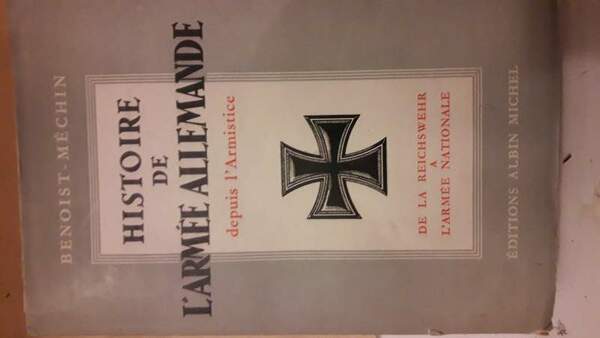 BENOIST-MÉCHIN
HISTOIRE
DE
L'ARMÉE ALLEMANDE
depuis l'Armistice
DE LA REICHSWEHR
A
L'ARMÉE NATIONALE
ÉDITIONS ALBIN MICHEL